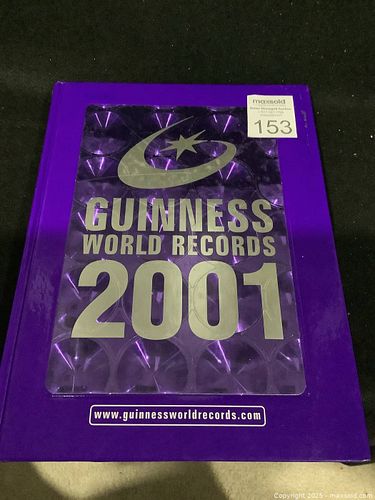 maxsold
153
GUINNESS
WORLD RECORDS
2001
www.guinnessworldrecords.com
Copyright 2025 - maxsold.com